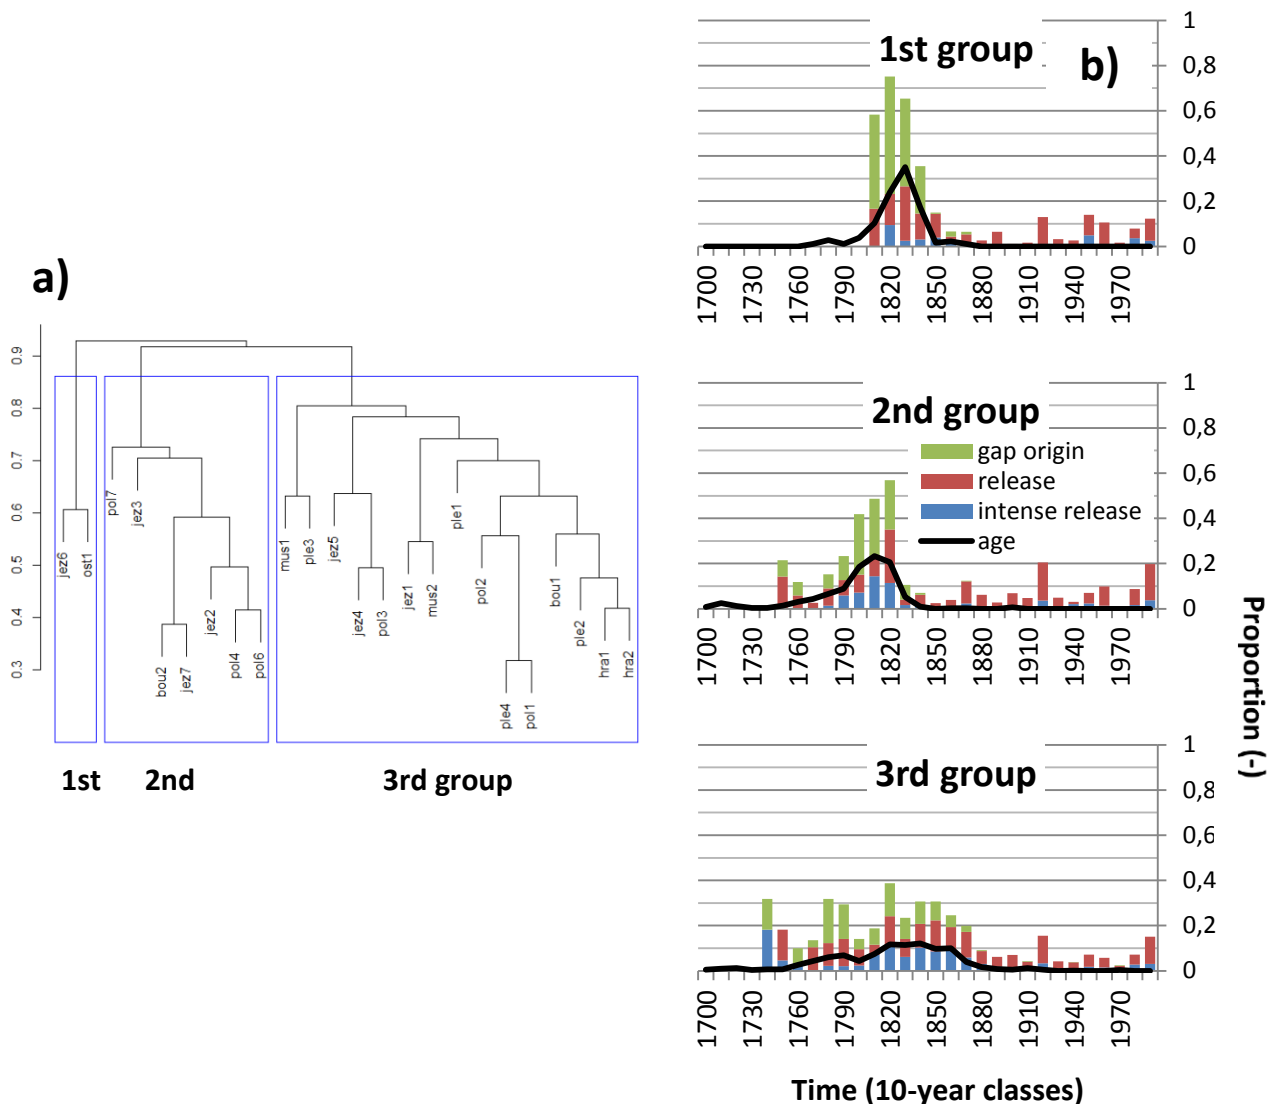 a)
0.9
0.8
0.7
0.6
0.5
0.4
0.3
jez6
ost1
pol7
jez3
bou2
jez7
jez2
pol4
pol6
mus1
ple3
jez5
jez4
pol3
jez1
mus2
ple1
pol2
ple4
pol1
bou1
ple2
hra1
hra2
1st
2nd
3rd group
b)
1st group
1
0,8
0,6
0,4
0,2
0
1700
1730
1760
1790
1820
1850
1880
1910
1940
1970
2nd group
gap origin
release
intense release
age
1
0,8
0,6
0,4
0,2
0
1700
1730
1760
1790
1820
1850
1880
1910
1940
1970
3rd group
1
0,8
0,6
0,4
0,2
0
1700
1730
1760
1790
1820
1850
1880
1910
1940
1970
Proportion (-)
Time (10-year classes)